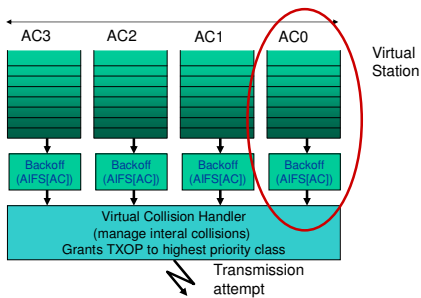 AC3 AC2 AC1 AC0
Virtual
Station
Backoff Backoff Backoff Backoff
(AIFS[AC]) (AIFS[AC]) (AIFS[AC]) (AIFS[AC])
Virtual Collision Handler
(manage interal collisions)
Grants TXOP to highest priority class
Transmission
attempt